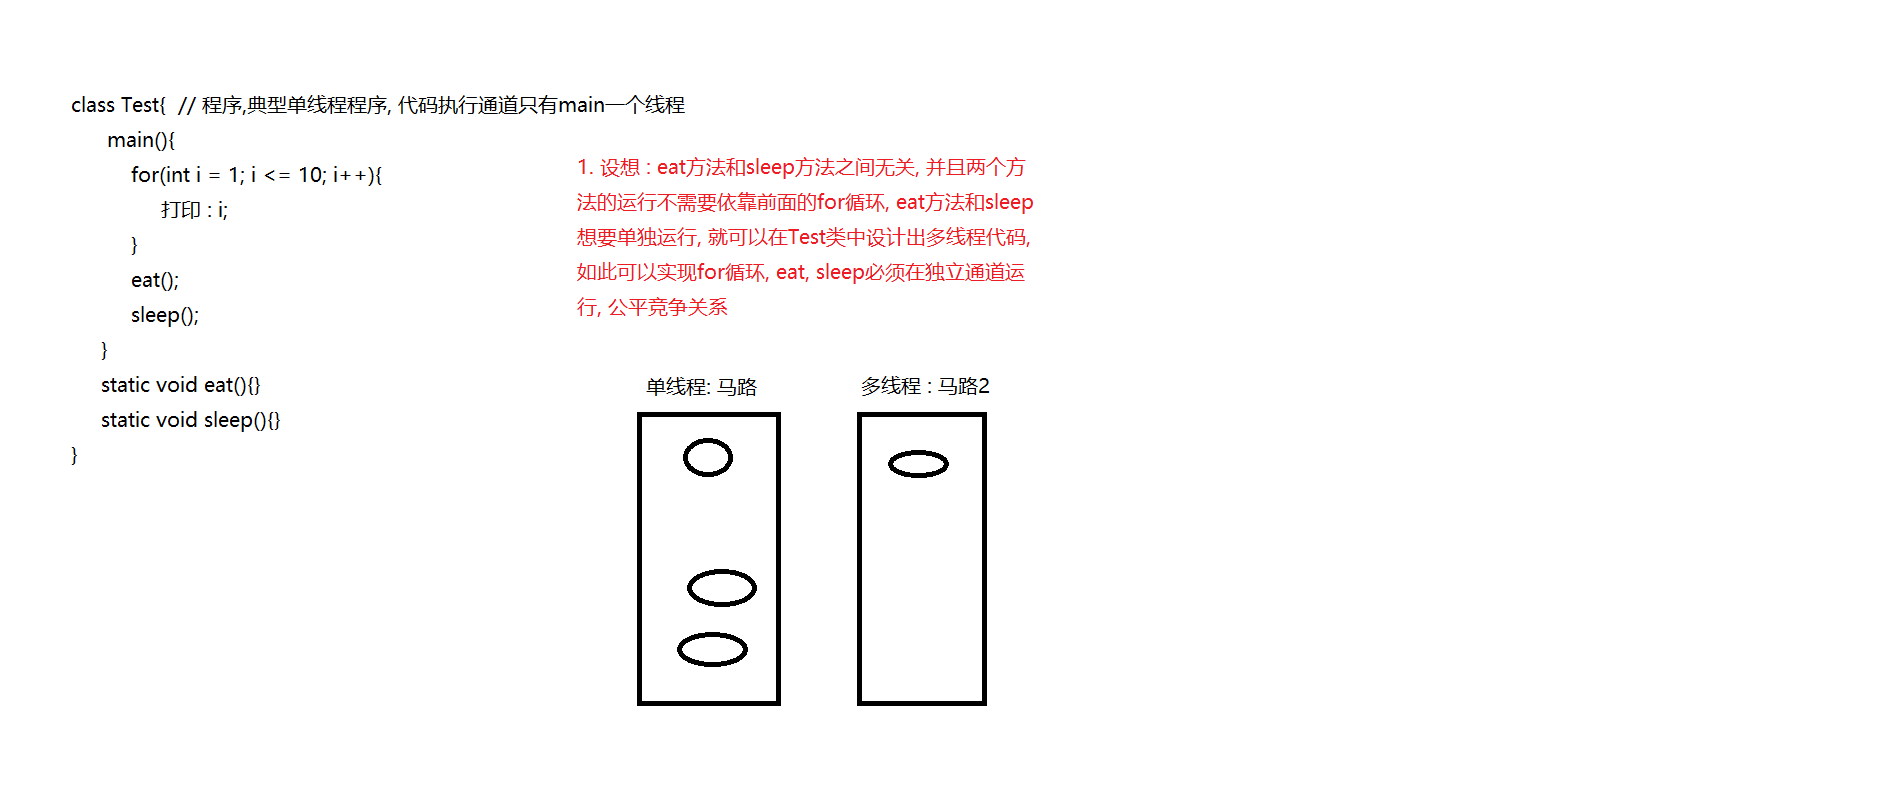 class Test{  // 程序,典型单线程程序, 代码执行通道只有main一个线程
main(){
for(int i = 1; i <= 10; i++){
打印 : i;
}
eat();
sleep();
}
static void eat(){}
static void sleep(){}
}
1. 设想 : eat方法和sleep方法之间无关, 并且两个方
法的运行不需要依靠前面的for循环, eat方法和sleep
想要单独运行, 就可以在Test类中设计出多线程代码,
如此可以实现for循环, eat, sleep必须在独立通道运
行, 公平竞争关系
单线程: 马路
多线程 : 马路2